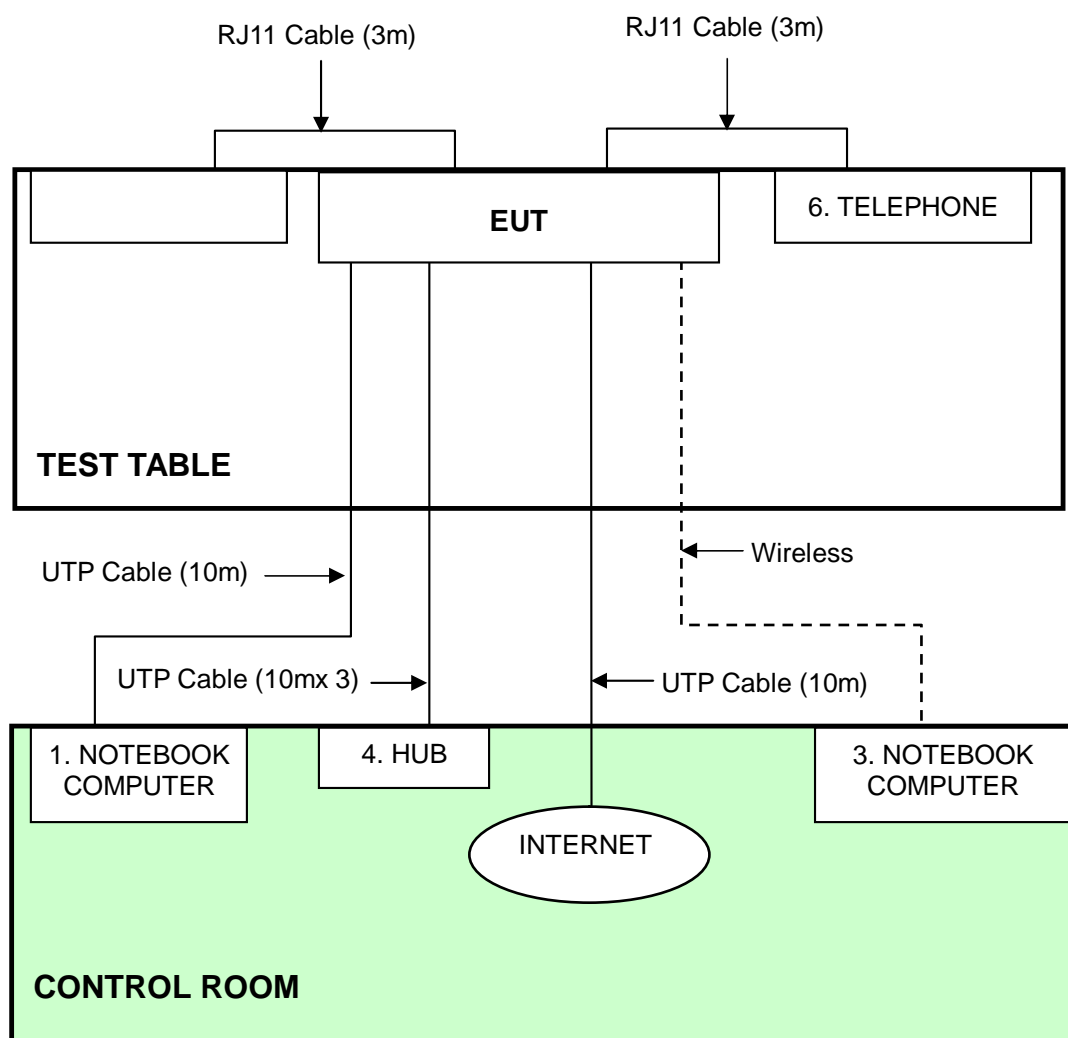 RJ11 Cable (3m)
RJ11 Cable (3m)
EUT
6. TELEPHONE
TEST TABLE
Wireless
UTP Cable (10m)
UTP Cable (10mx 3)
UTP Cable (10m)
1. NOTEBOOK
COMPUTER
4. HUB
3. NOTEBOOK
COMPUTER
INTERNET
CONTROL ROOM